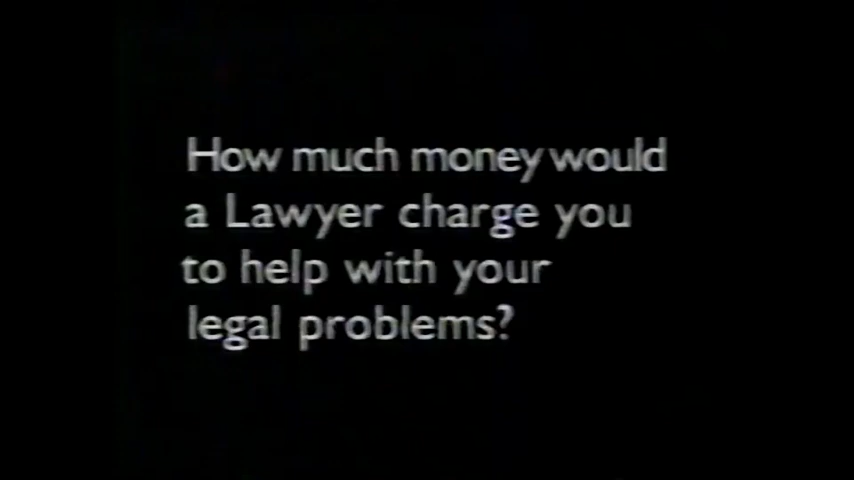 How much money would
a Lawyer charge you
to help with your
legal problems?